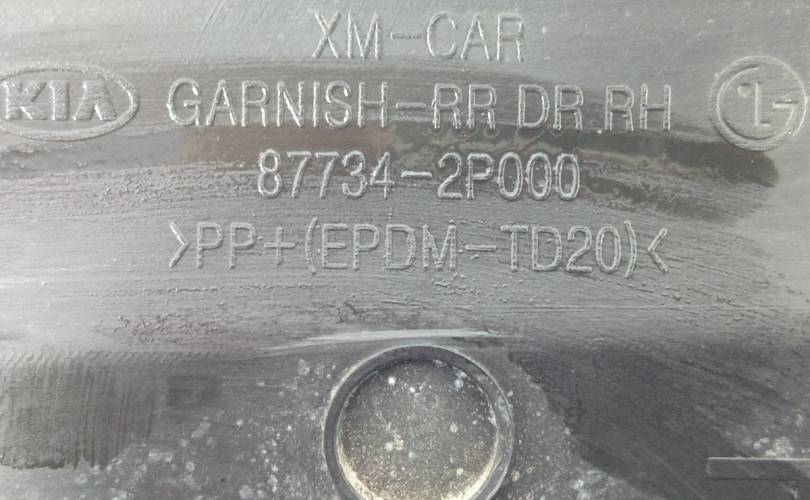 XM-CAR
KIA GARNISH-RR DR RH LG
87734-2P000
>PP+(EPDM-TD20)<